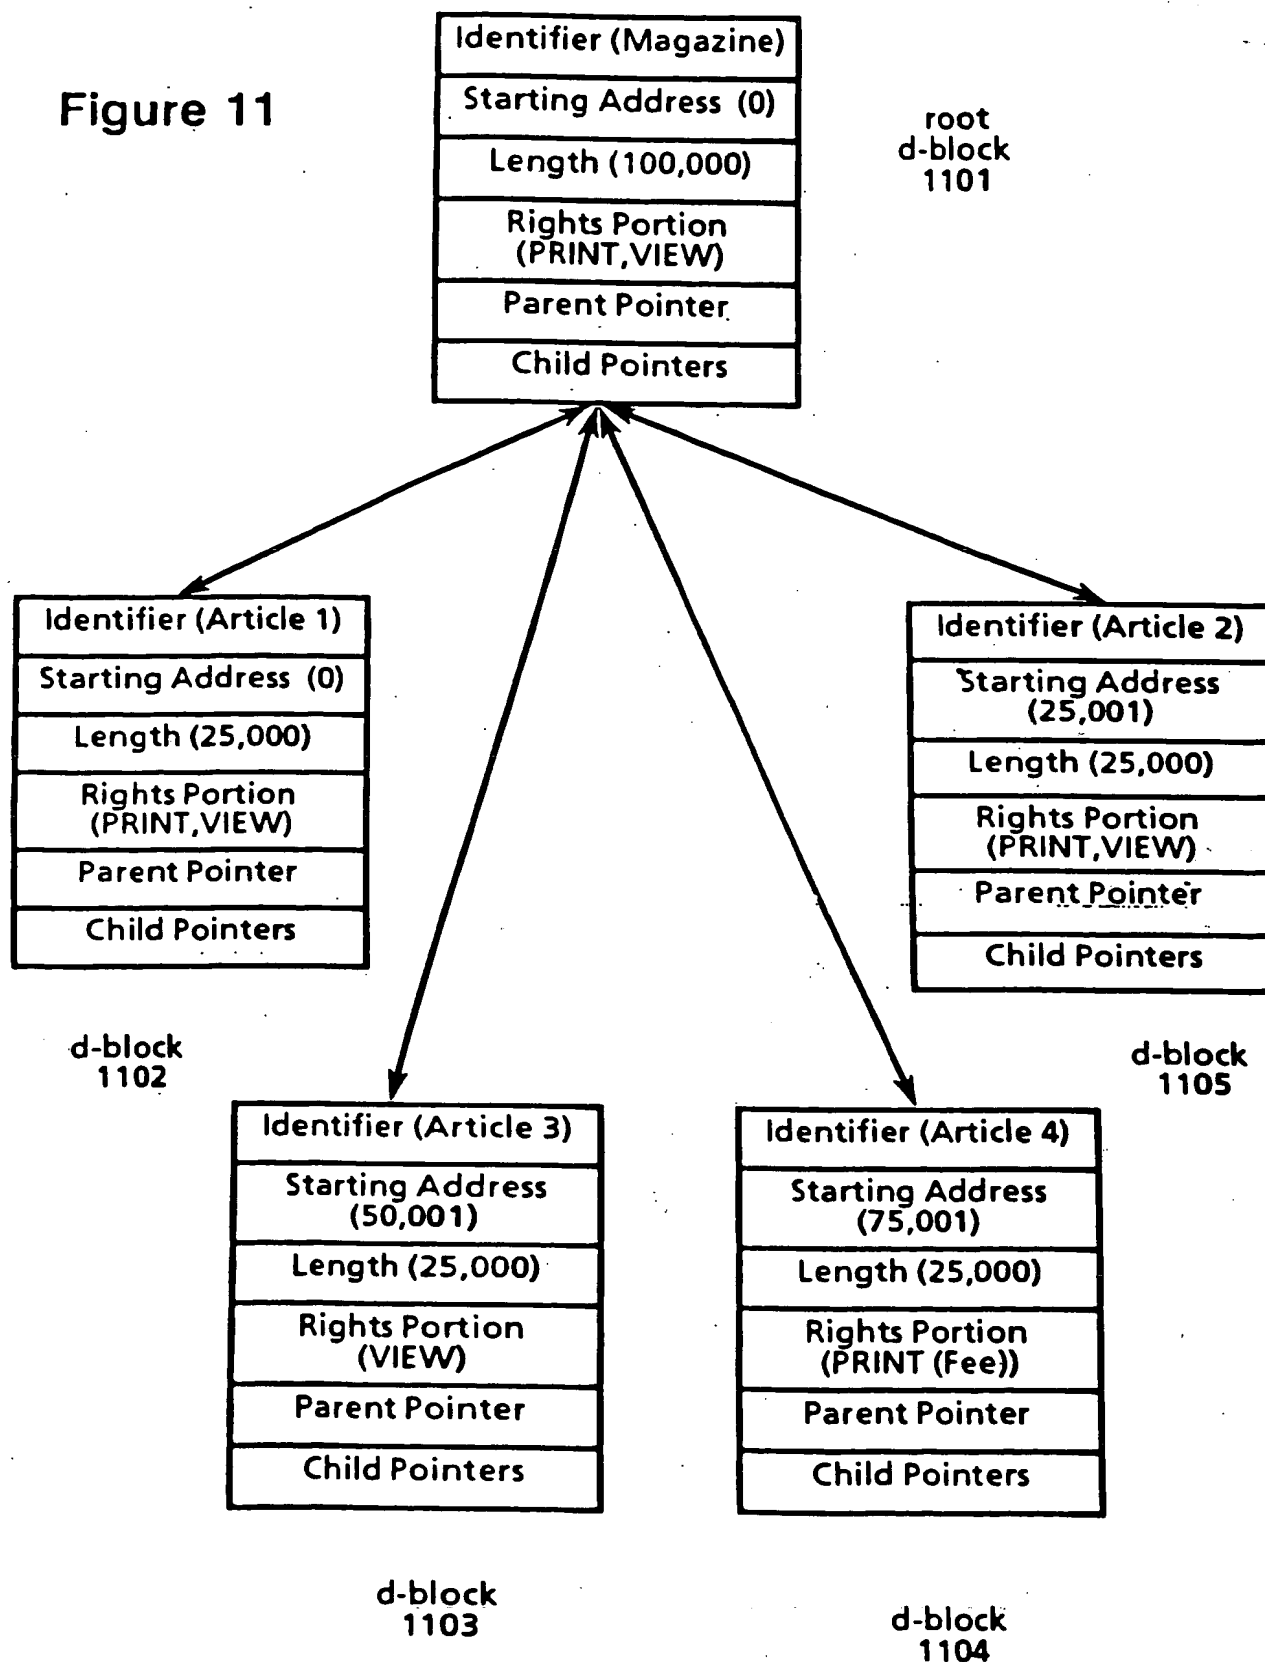 Figure 11
Identifier (Magazine)
Starting Address (0)
Length (100,000)
Rights Portion
(PRINT,VIEW)
Parent Pointer
Child Pointers
root
d-block
1101
Identifier (Article 1)
Starting Address (0)
Length (25,000)
Rights Portion
(PRINT,VIEW)
Parent Pointer
Child Pointers
d-block
1102
Identifier (Article 2)
Starting Address
(25,001)
Length (25,000)
Rights Portion
(PRINT,VIEW)
Parent Pointer
Child Pointers
d-block
1105
Identifier (Article 3)
Starting Address
(50,001)
Length (25,000)
Rights Portion
(VIEW)
Parent Pointer
Child Pointers
d-block
1103
Identifier (Article 4)
Starting Address
(75,001)
Length (25,000)
Rights Portion
(PRINT (Fee))
Parent Pointer
Child Pointers
d-block
1104